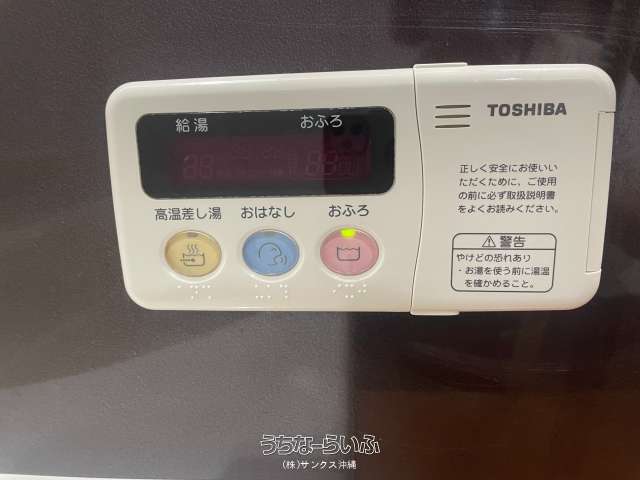 給湯 おふろ
TOSHIBA
高温差し湯 おはなし おふろ
正しく安全にお使いい
ただくために、ご使用
の前に必ず取扱説明書
をよくお読みください。
警告
やけどの恐れあり
・お湯を使う前に湯温
を確かめること。
うちなーらいふ
(株)サンクス沖縄